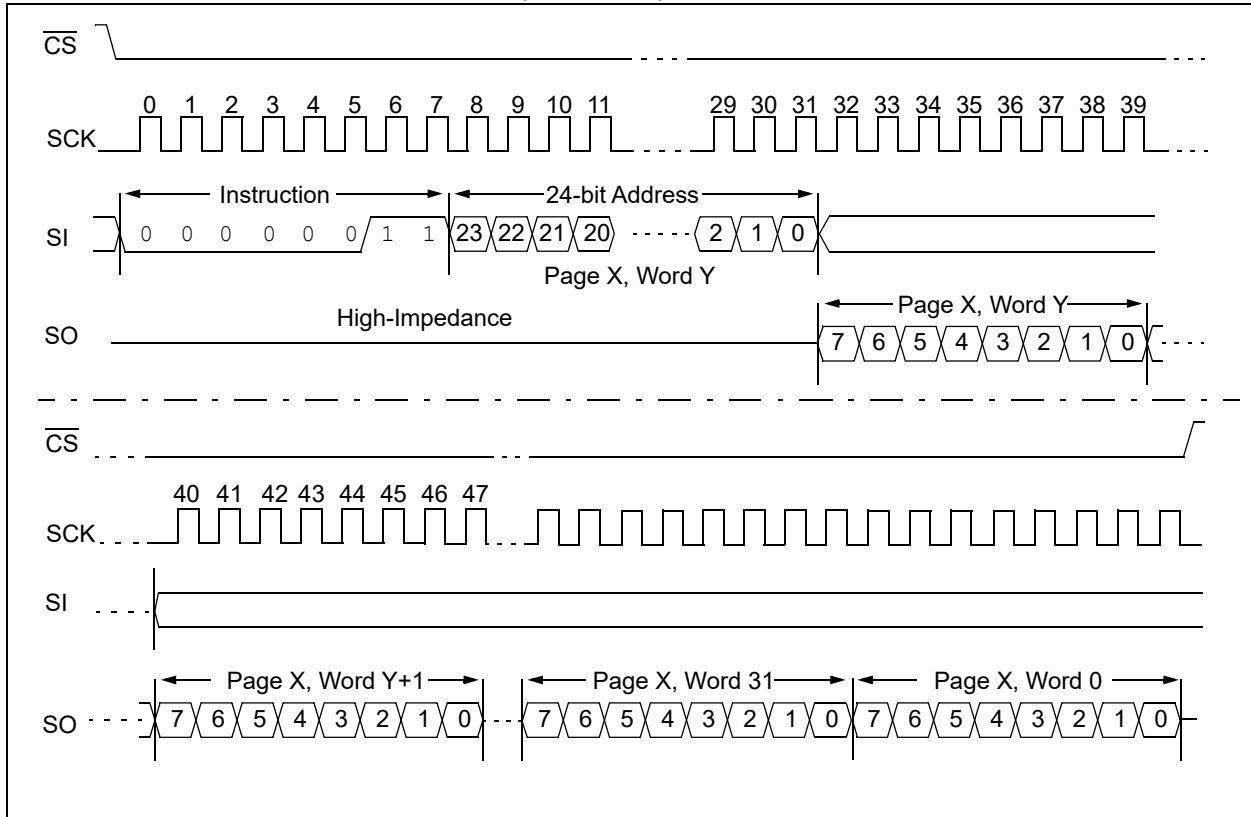 CS
0 1 2 3 4 5 6 7 8 9 10 11 29 30 31 32 33 34 35 36 37 38 39
SCK
Instruction 24-bit Address
SI 0 0 0 0 0 0 1 1 23 22 21 20 2 1 0
Page X, Word Y
Page X, Word Y
High-Impedance
SO 7 6 5 4 3 2 1 0
CS
40 41 42 43 44 45 46 47
SCK
SI
Page X, Word Y+1 Page X, Word 31 Page X, Word 0
SO 7 6 5 4 3 2 1 0 7 6 5 4 3 2 1 0 7 6 5 4 3 2 1 0